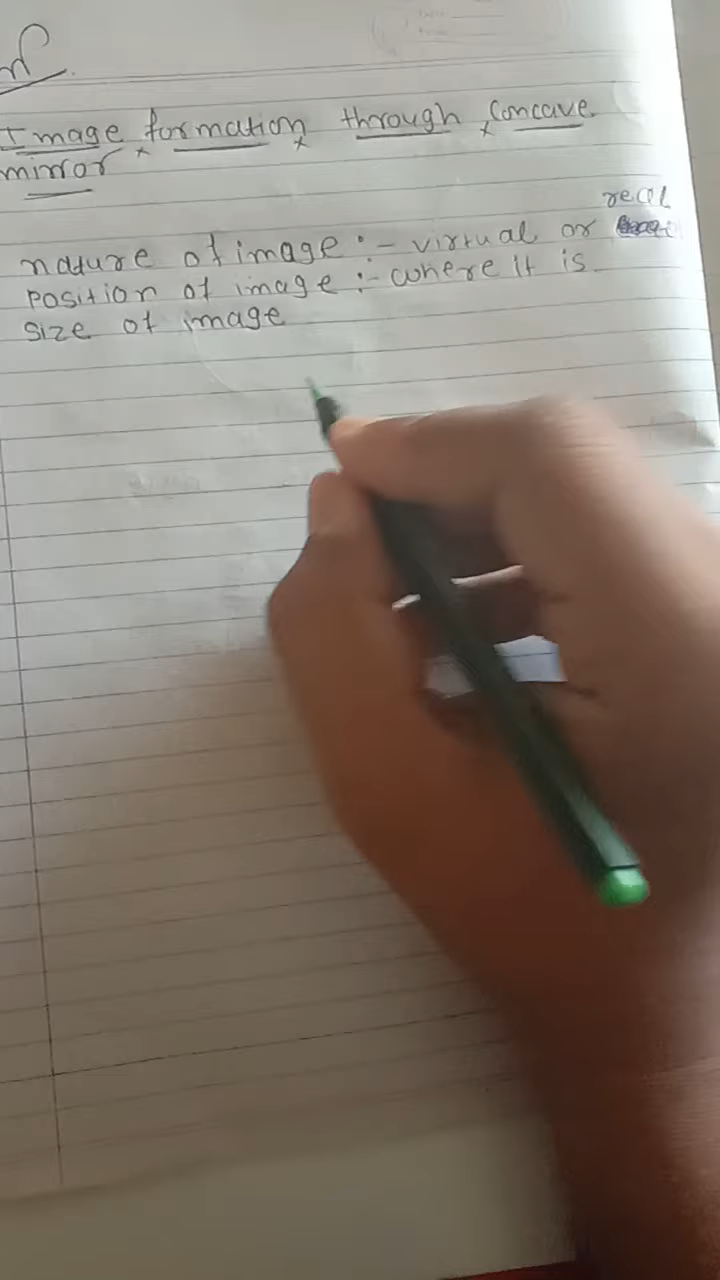 Image formation through concave
mirror
real
nature of image :- virtual or
position of image :- where it is
size of image